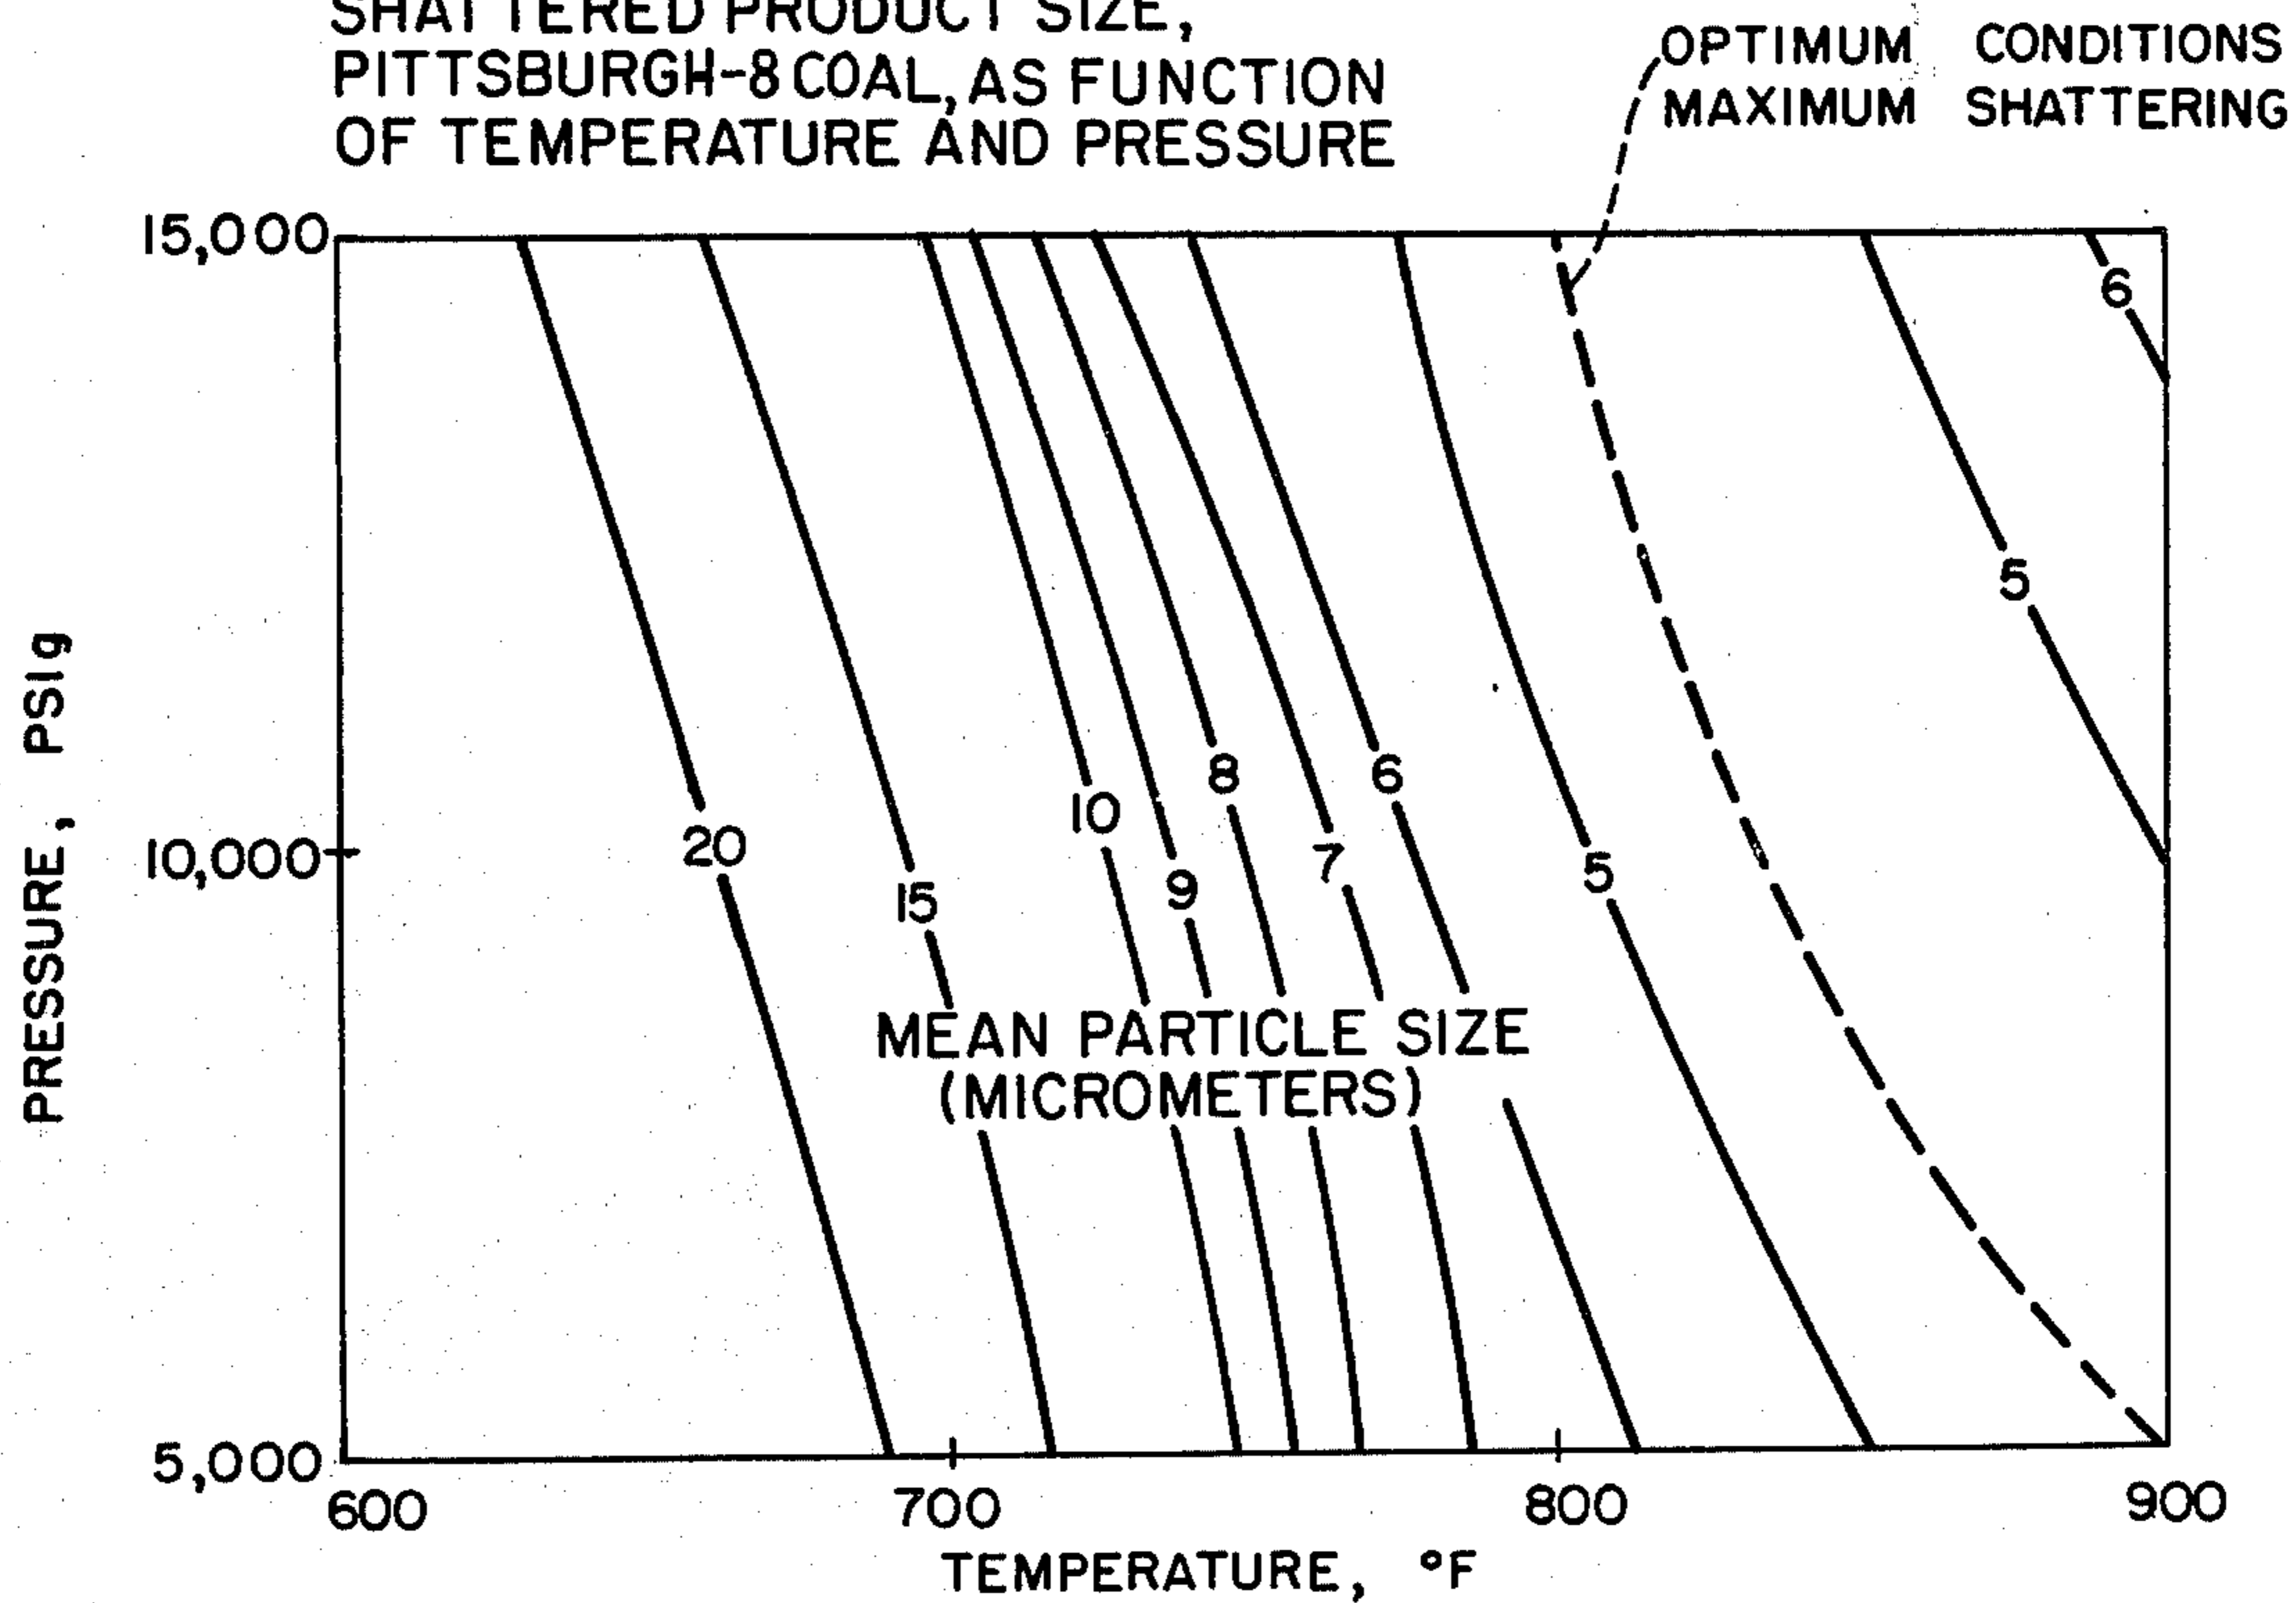 SHATTERED PRODUCT SIZE,
PITTSBURGH-8 COAL, AS FUNCTION
OF TEMPERATURE AND PRESSURE
OPTIMUM CONDITIONS
MAXIMUM SHATTERING
15,000
10,000
5,000
PRESSURE, PSIg
6
5
8
6
10
20
7
5
9
15
MEAN PARTICLE SIZE
(MICROMETERS)
600
700
800
900
TEMPERATURE, °F